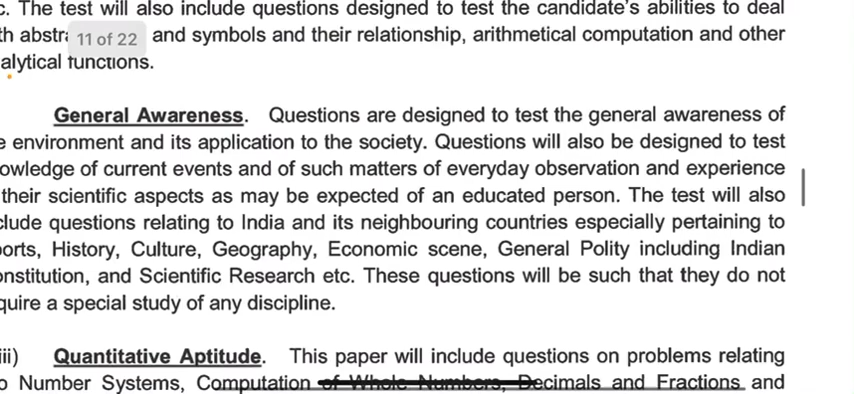 c. The test will also include questions designed to test the candidate's abilities to deal
th abstra 11 of 22 and symbols and their relationship, arithmetical computation and other
alytical functions.
General Awareness. Questions are designed to test the general awareness of
e environment and its application to the society. Questions will also be designed to test
owledge of current events and of such matters of everyday observation and experience
their scientific aspects as may be expected of an educated person. The test will also
clude questions relating to India and its neighbouring countries especially pertaining to
orts, History, Culture, Geography, Economic scene, General Polity including Indian
onstitution, and Scientific Research etc. These questions will be such that they do not
quire a special study of any discipline.
iii) Quantitative Aptitude. This paper will include questions on problems relating
o Number Systems, Computation of Whole Numbers, Decimals and Fractions and